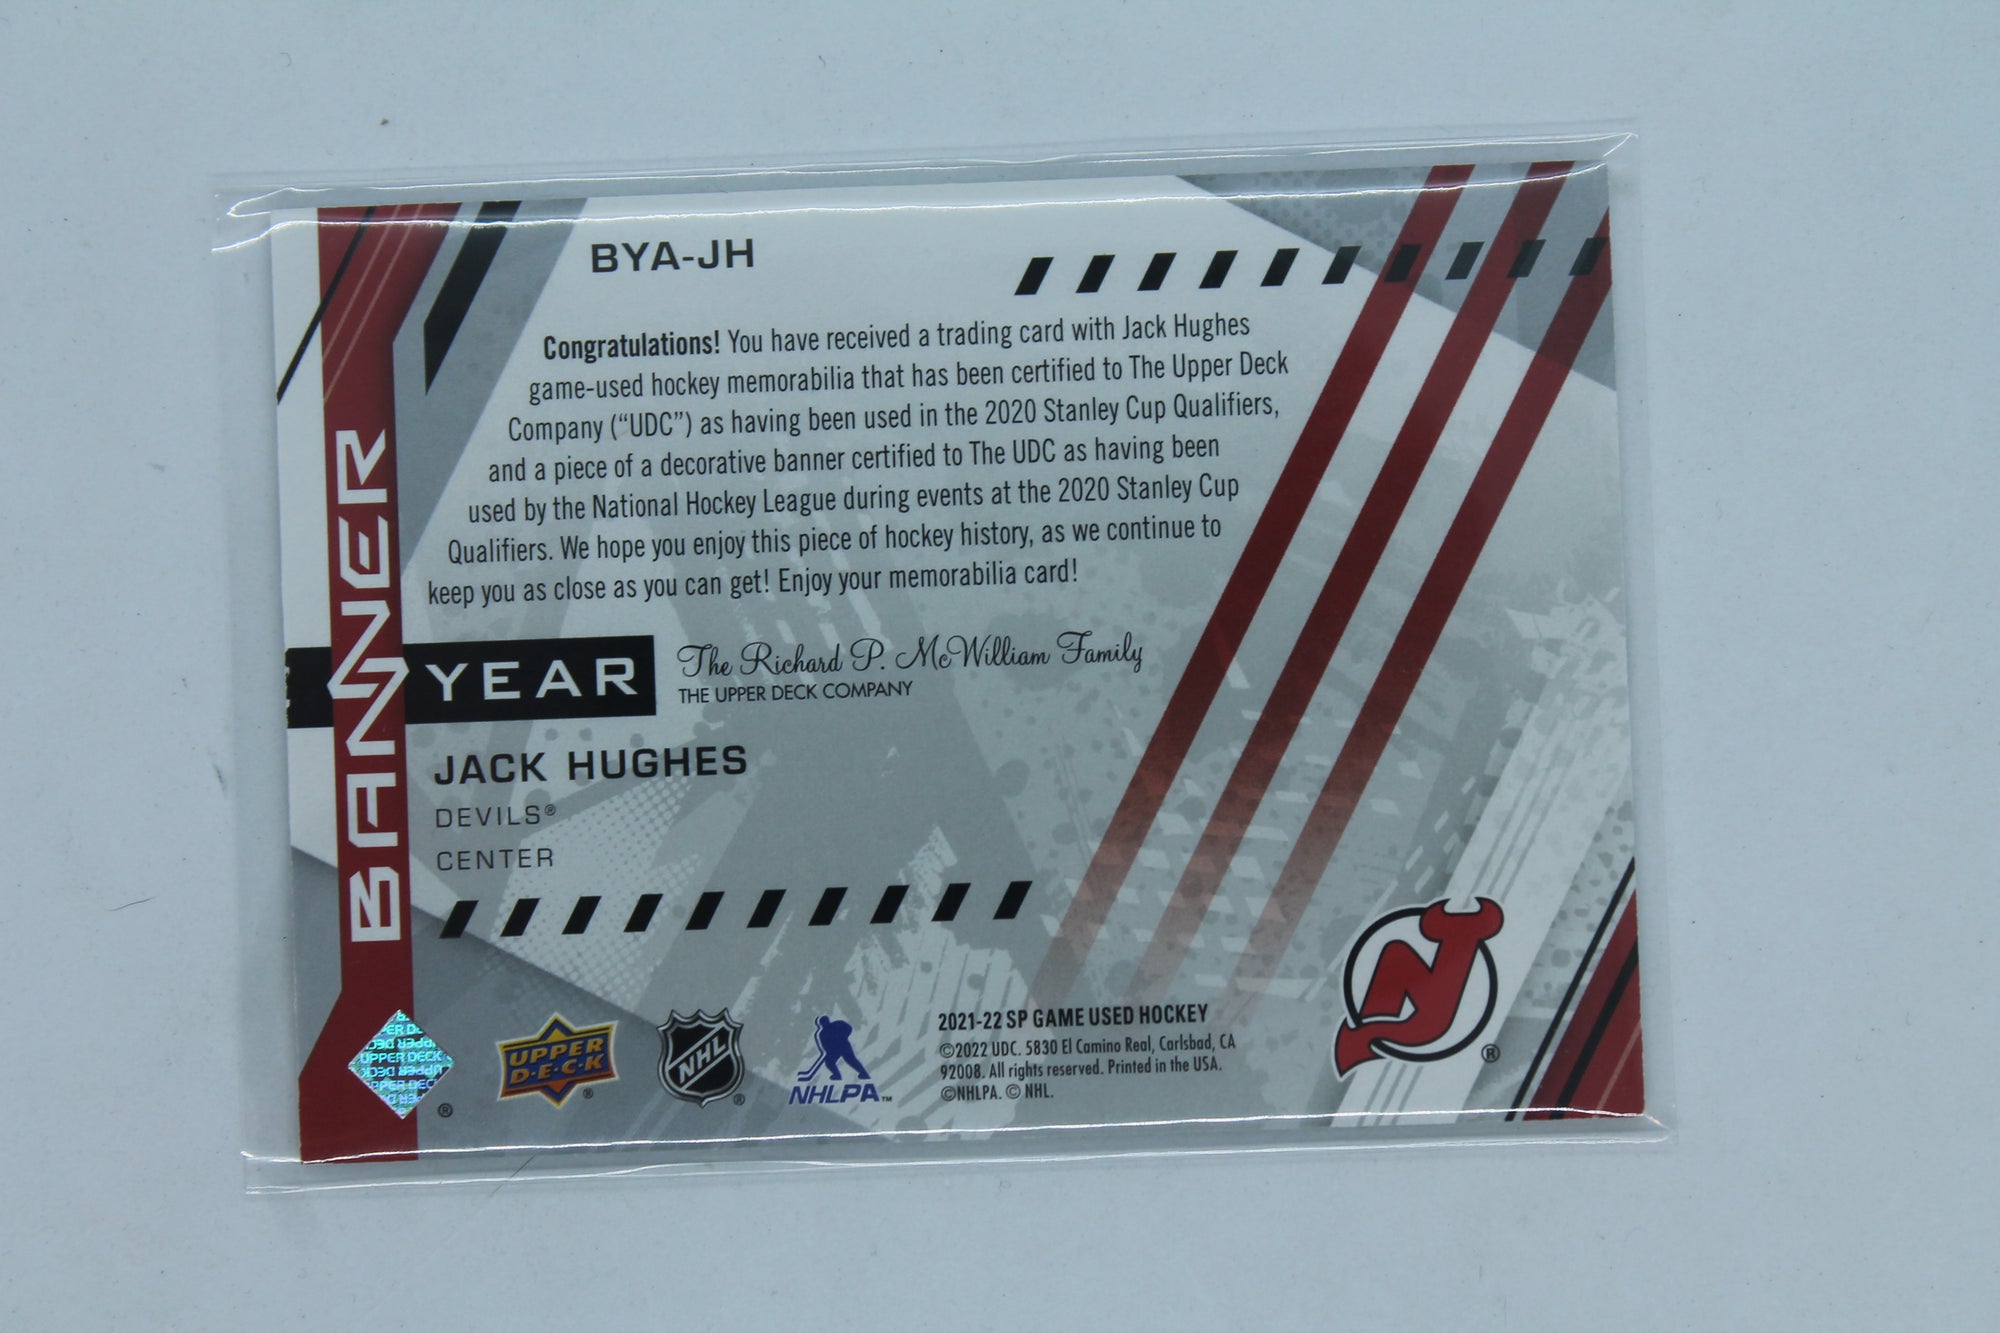 BYA-JH
Congratulations! You have received a trading card with Jack Hughes
game-used hockey memorabilia that has been certified to The Upper Deck
Company ("UDC") as having been used in the 2020 Stanley Cup Qualifiers,
and a piece of a decorative banner certified to The UDC as having been
used by the National Hockey League during events at the 2020 Stanley Cup
Qualifiers. We hope you enjoy this piece of hockey history, as we continue to
keep you as close as you can get! Enjoy your memorabilia card!
BANNER
YEAR
The Richard P. McWilliam Family
THE UPPER DECK COMPANY
JACK HUGHES
DEVILS®
CENTER
UPPER DECK
®
UPPER
D·E·C·K
®
NHL
®
NHLPA™
2021-22 SP GAME USED HOCKEY
©2022 UDC. 5830 El Camino Real, Carlsbad, CA
92008. All rights reserved. Printed in the USA.
©NHLPA. © NHL.
NJ
®